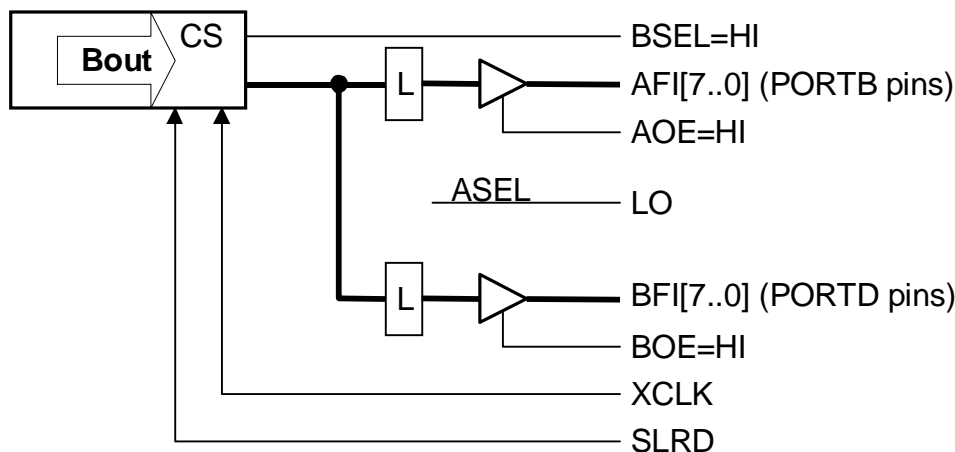 CS
BSEL=HI
Bout
L
AFI[7..0] (PORTB pins)
AOE=HI
ASEL
LO
L
BFI[7..0] (PORTD pins)
BOE=HI
XCLK
SLRD